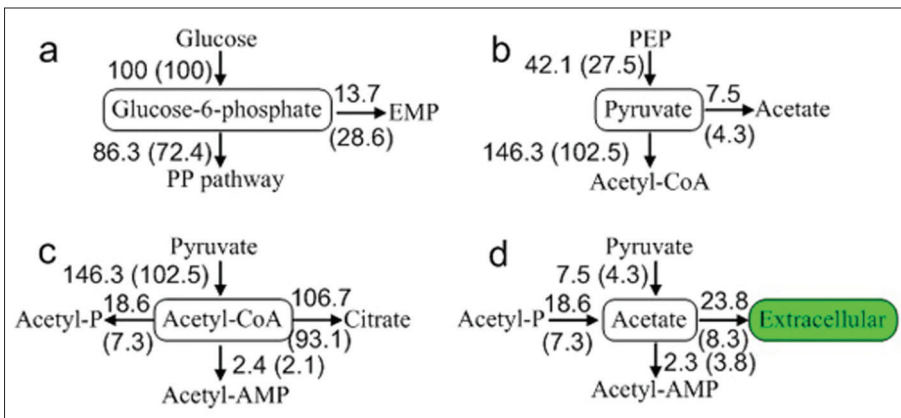 a
Glucose
100 (100)
Glucose-6-phosphate
13.7
EMP
(28.6)
86.3 (72.4)
PP pathway
b
PEP
42.1 (27.5)
Pyruvate
7.5
Acetate
(4.3)
146.3 (102.5)
Acetyl-CoA
c
Pyruvate
146.3 (102.5)
18.6
106.7
Acetyl-P
Acetyl-CoA
Citrate
(7.3)
(93.1)
2.4 (2.1)
Acetyl-AMP
d
Pyruvate
7.5 (4.3)
18.6
23.8
Acetyl-P
Acetate
Extracellular
(7.3)
(8.3)
2.3 (3.8)
Acetyl-AMP